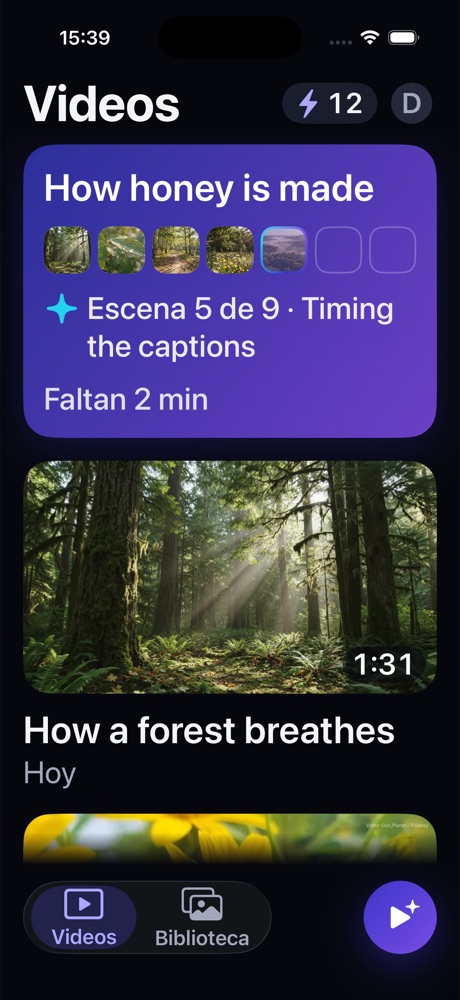 15:39
Videos
12
D
How honey is made
Escena 5 de 9 · Timing
the captions
Faltan 2 min
1:31
How a forest breathes
Hoy
Videos
Biblioteca